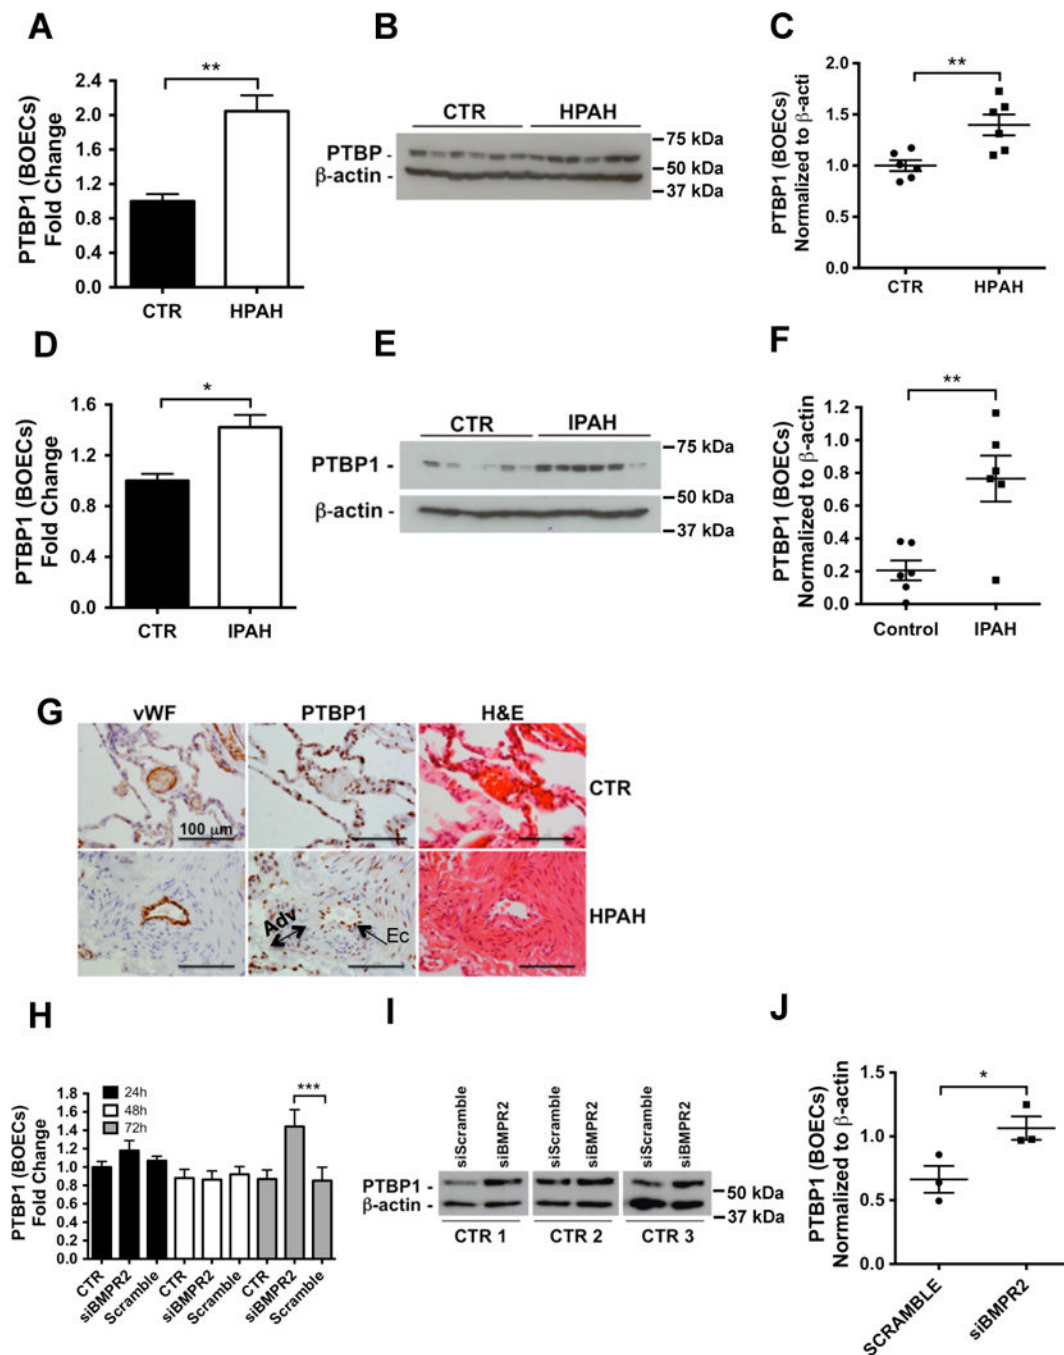 A
PTBP1 (BOECs)
Fold Change
2.4
2.0
1.6
1.2
0.8
0.4
0.0
**
CTR
HPAH
B
CTR
HPAH
PTBP -
β-actin -
75 kDa
50 kDa
37 kDa
C
PTBP1 (BOECs)
Normalized to β-acti
2.0
1.5
1.0
0.5
0.0
**
CTR
HPAH
D
PTBP1 (BOECs)
Fold Change
1.6
1.2
0.8
0.4
0.0
*
CTR
IPAH
E
CTR
IPAH
PTBP1 -
β-actin -
75 kDa
50 kDa
37 kDa
F
PTBP1 (BOECs)
Normalized to β-actin
1.2
1.0
0.8
0.6
0.4
0.2
0.0
**
Control
IPAH
G
vWF
PTBP1
H&E
100 µm
CTR
Adv
Ec
HPAH
H
PTBP1 (BOECs)
Fold Change
1.8
1.6
1.4
1.2
1.0
0.8
0.6
0.4
0.2
0.0
24h
48h
72h
***
CTR
siBMPR2
Scramble
CTR
siBMPR2
Scramble
CTR
siBMPR2
Scramble
I
siScramble
siBMPR2
siScramble
siBMPR2
siScramble
siBMPR2
PTBP1 -
β-actin -
50 kDa
37 kDa
CTR 1
CTR 2
CTR 3
J
PTBP1 (BOECs)
Normalized to β-actin
1.5
1.0
0.5
0.0
*
SCRAMBLE
siBMPR2